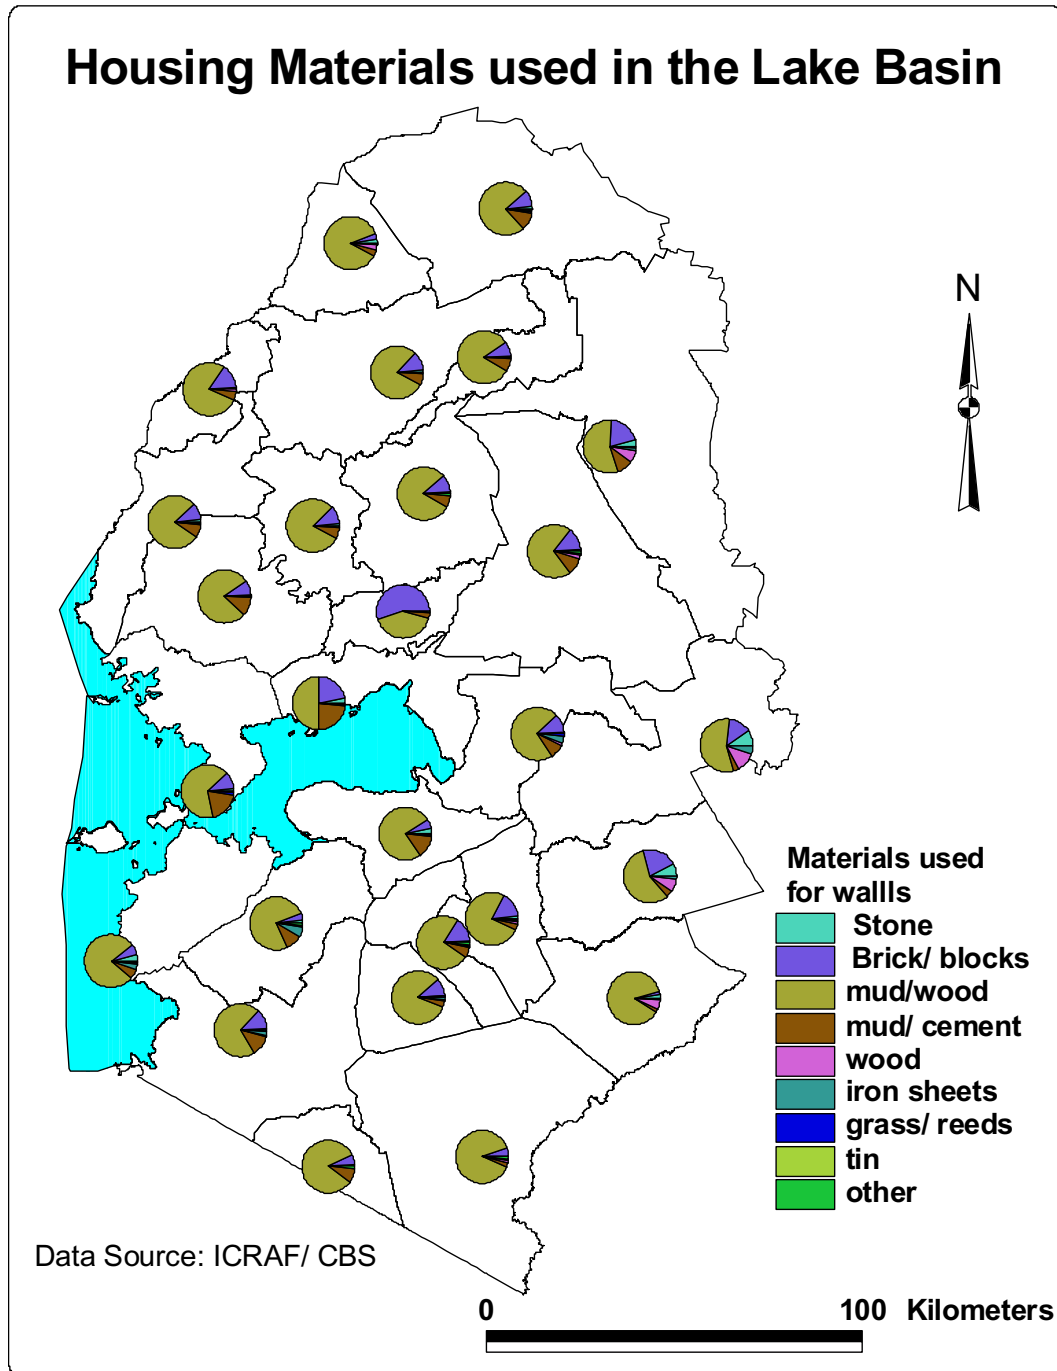 Housing Materials used in the Lake Basin
N
Materials used
for wallls
Stone
Brick/ blocks
mud/wood
mud/ cement
wood
iron sheets
grass/ reeds
tin
other
Data Source: ICRAF/ CBS
0 100 Kilometers